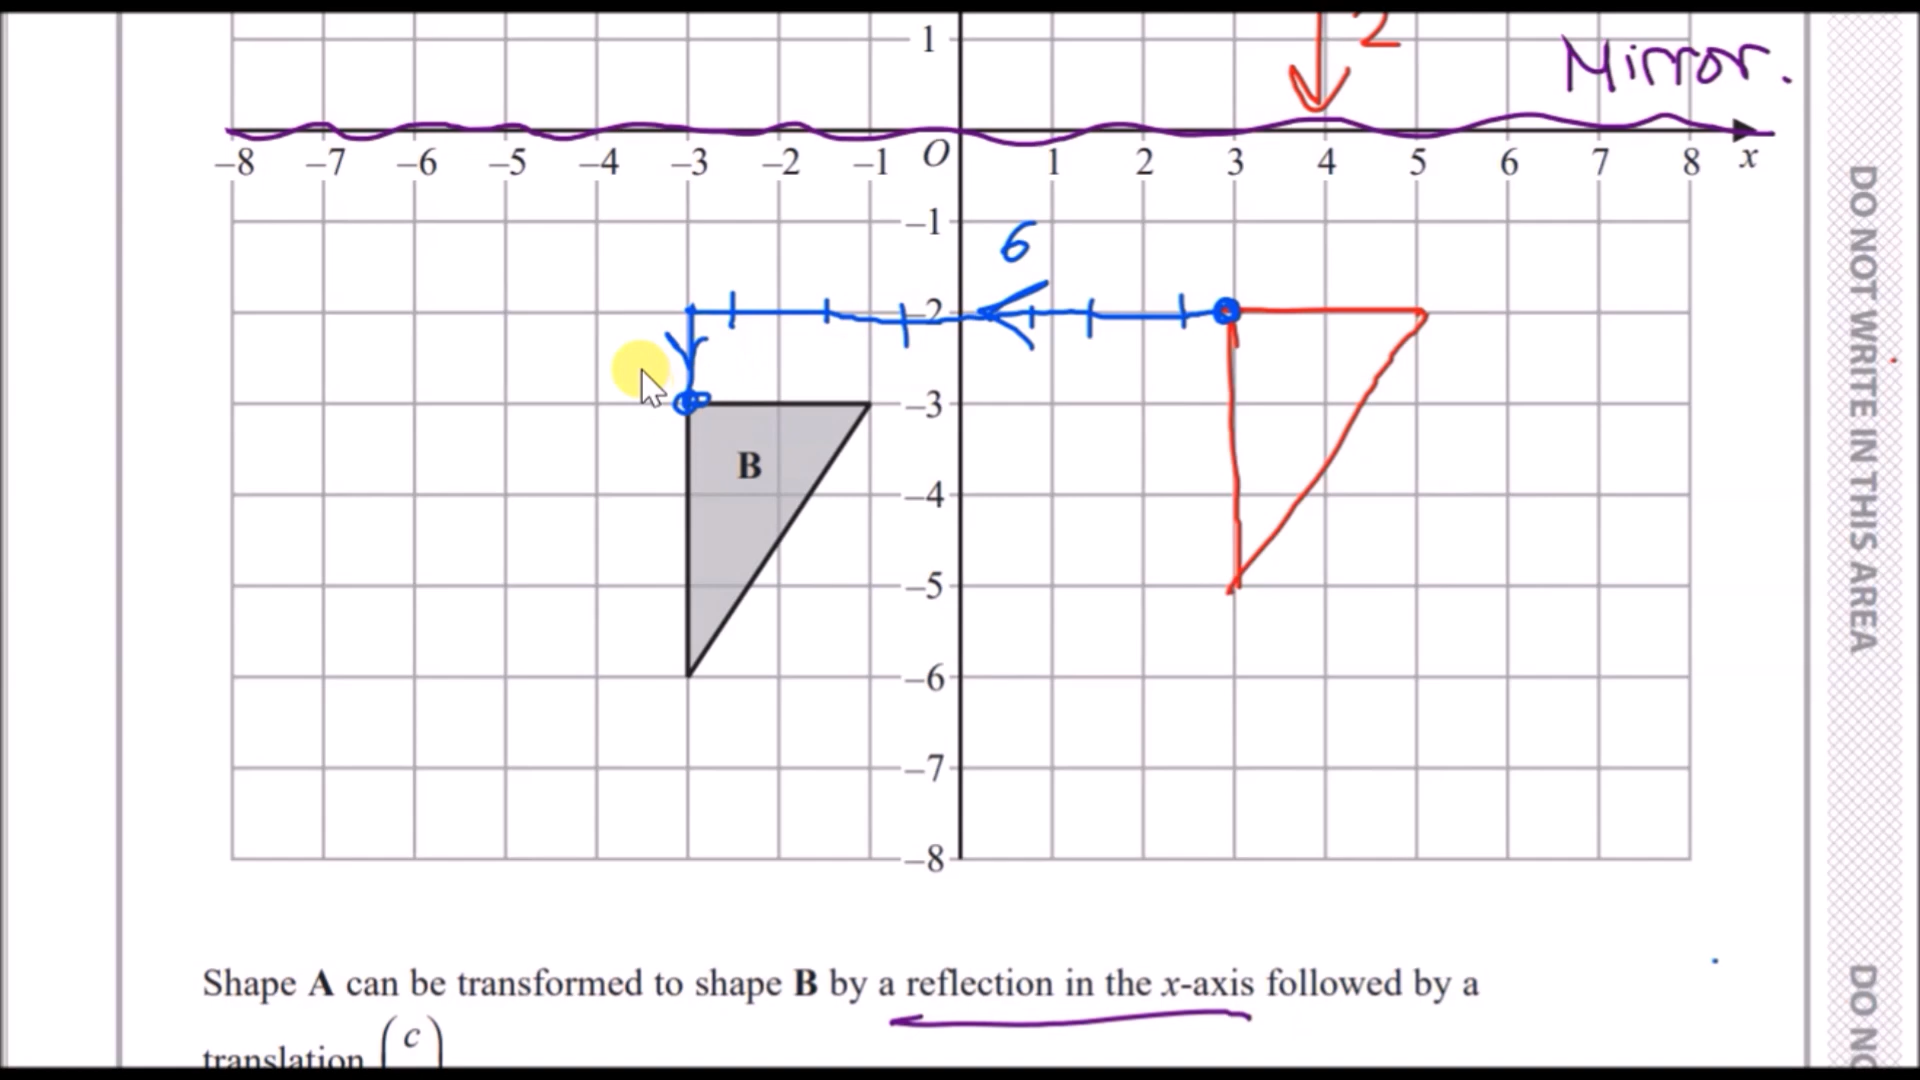 1
2
Mirror.
−8 −7 −6 −5 −4 −3 −2 −1 O 1 2 3 4 5 6 7 8 x
−1
6
−2
−3
B
−4
−5
−6
−7
−8
Shape A can be transformed to shape B by a reflection in the x-axis followed by a
translation (c)
DO NOT WRITE IN THIS AREA
DO NO